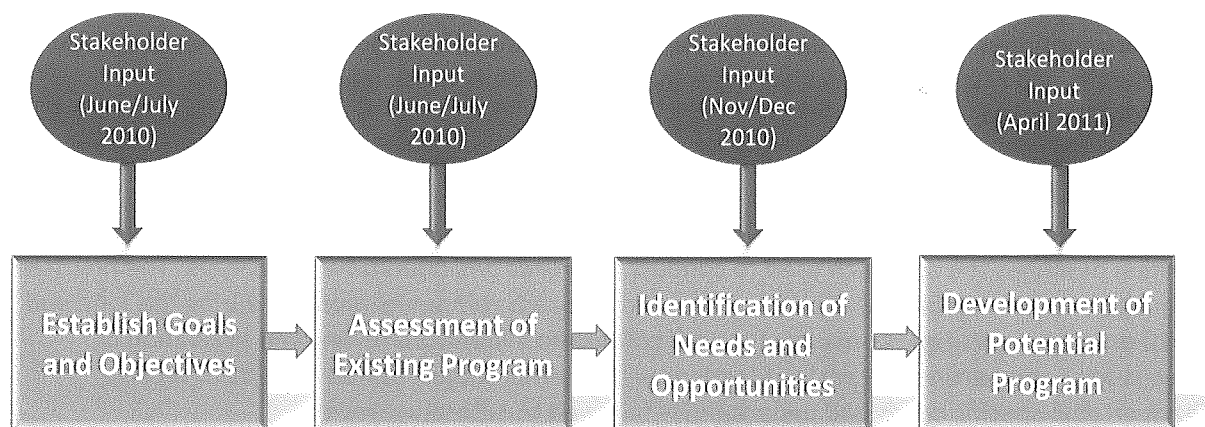 Stakeholder
Input
(June/July
2010)
Stakeholder
Input
(June/July
2010)
Stakeholder
Input
(Nov/Dec
2010)
Stakeholder
Input
(April 2011)
Establish Goals
and Objectives
Assessment of
Existing Program
Identification of
Needs and
Opportunities
Development of
Potential
Program